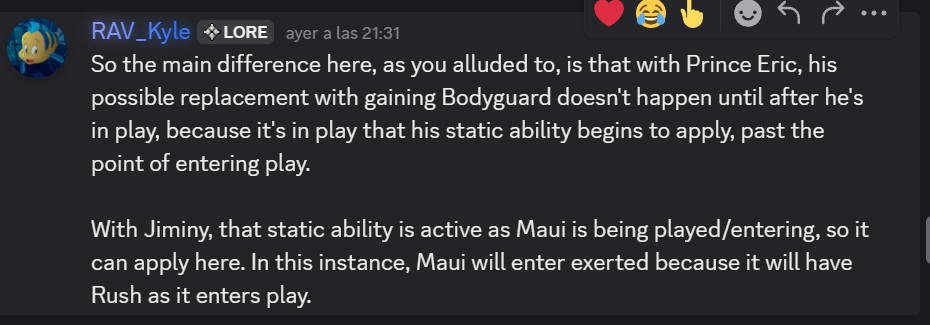 RAV_Kyle LORE ayer a las 21:31
So the main difference here, as you alluded to, is that with Prince Eric, his
possible replacement with gaining Bodyguard doesn't happen until after he's
in play, because it's in play that his static ability begins to apply, past the
point of entering play.
With Jiminy, that static ability is active as Maui is being played/entering, so it
can apply here. In this instance, Maui will enter exerted because it will have
Rush as it enters play.